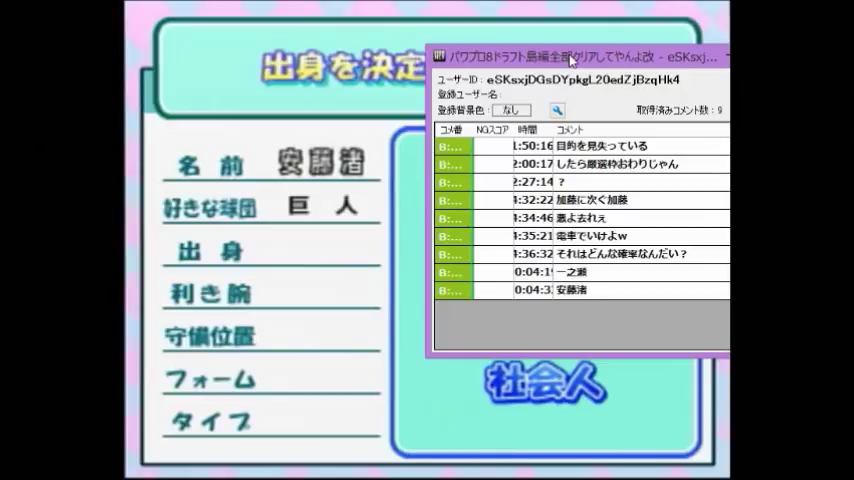 出身を決定
名前 安藤渚
好きな球団 巨人
出身
利き腕
守備位置
フォーム
タイプ
社会人
パワプロ8ドラフト島編全部クリアしてやんよ改 - eSKsxj...
ユーザーID: eSKsxjDGsDYpkgL20edZjBzqHk4
登録ユーザー名:
登録背景色: なし 取得済みコメント数: 9
コメ番 NGスコア 時間 コメント
B:... 1:50:16 目的を見失っている
B:... 2:00:17 したら厳選枠おわりじゃん
B:... 2:27:14 ?
B:... 4:32:22 加藤に次ぐ加藤
B:... 4:34:46 悪よ去れぇ
B:... 4:35:21 電車でいけよw
B:... 4:36:32 それはどんな確率なんだい?
B:... 0:04:1 一之瀬
B:... 0:04:3 安藤渚